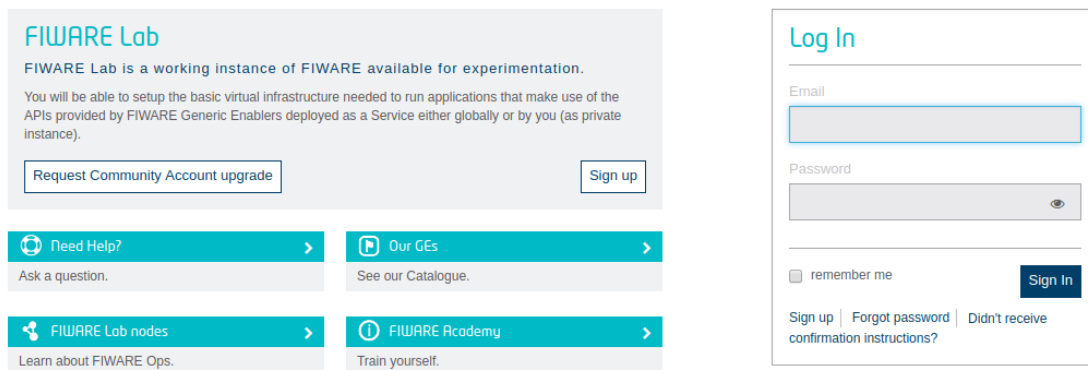 FIWARE Lab
FIWARE Lab is a working instance of FIWARE available for experimentation.
You will be able to setup the basic virtual infrastructure needed to run applications that make use of the
APIs provided by FIWARE Generic Enablers deployed as a Service either globally or by you (as private
instance).
Request Community Account upgrade
Sign up
Need Help?
Ask a question.
Our GEs
See our Catalogue.
FIWARE Lab nodes
Learn about FIWARE Ops.
FIWARE Academy
Train yourself.
Log In
Email
Password
remember me
Sign In
Sign up
Forgot password
Didn't receive
confirmation instructions?